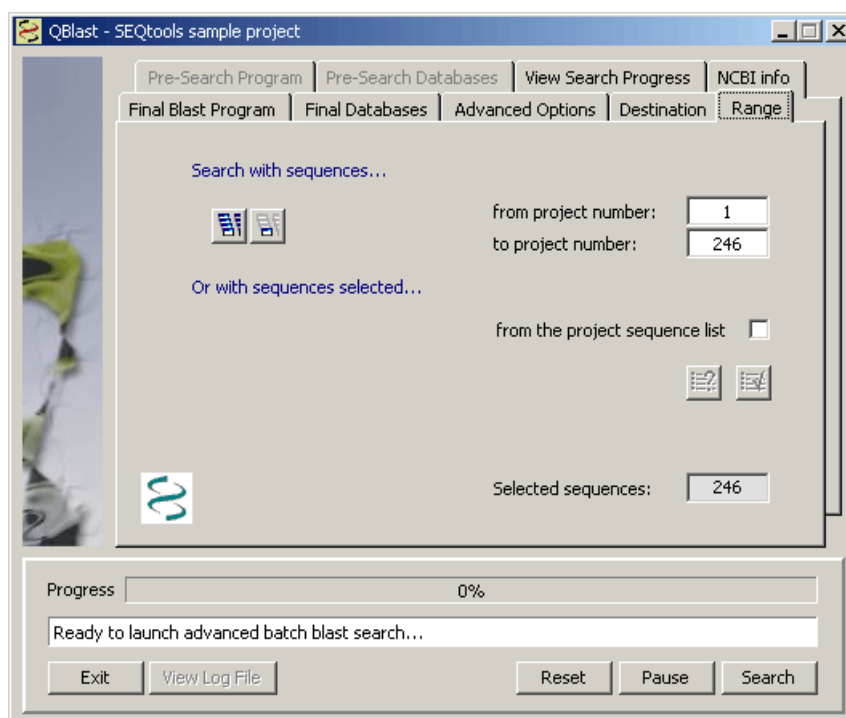 QBlast - SEQtools sample project
Pre-Search Program Pre-Search Databases View Search Progress NCBI info
Final Blast Program Final Databases Advanced Options Destination Range
Search with sequences...
from project number: 1
to project number: 246
Or with sequences selected...
from the project sequence list
Selected sequences: 246
Progress 0%
Ready to launch advanced batch blast search...
Exit View Log File Reset Pause Search